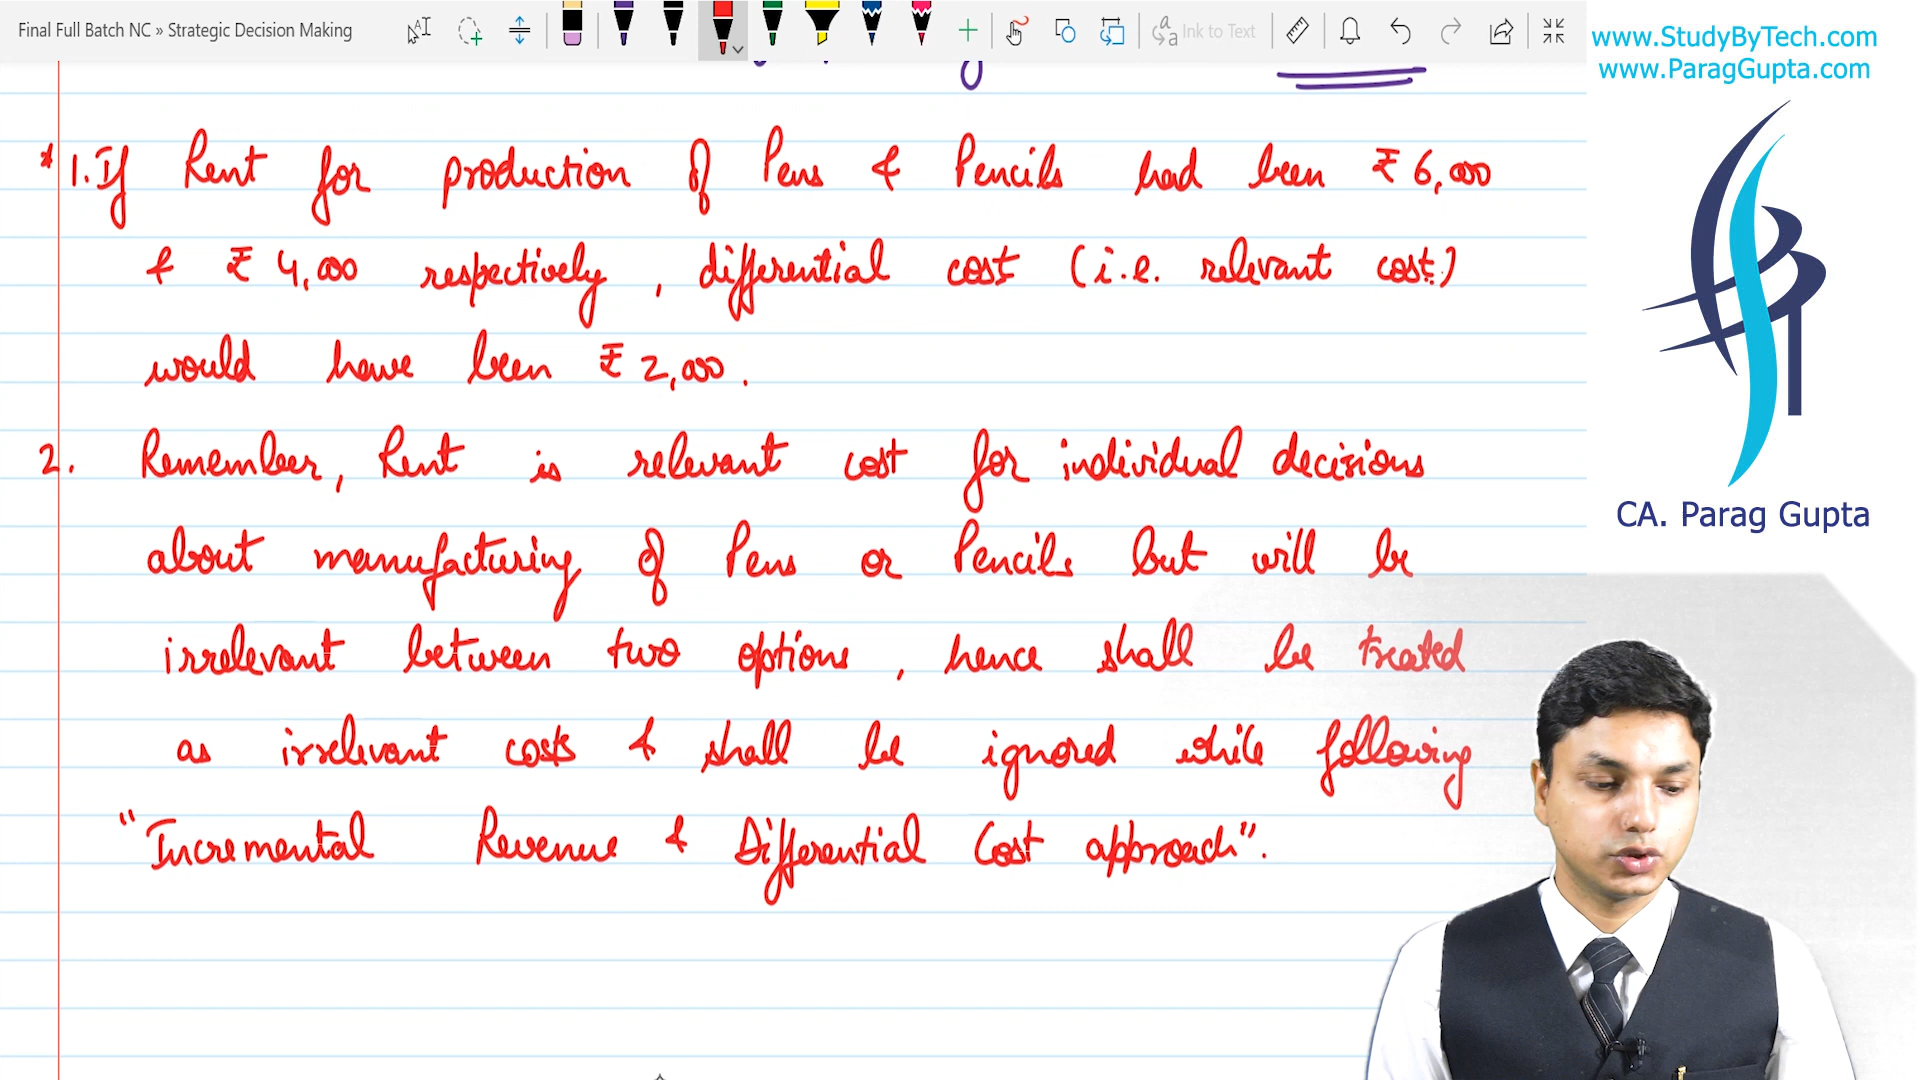 Final Full Batch NC » Strategic Decision Making
Ink to Text
www.StudyByTech.com
www.ParagGupta.com
* 1. If Rent for production of Pens & Pencils had been ₹ 6,000
& ₹ 4,000 respectively, differential cost (i.e. relevant cost)
would have been ₹ 2,000.
2. Remember, Rent is relevant cost for individual decisions
about manufacturing of Pens or Pencils but will be
irrelevant between two options, hence shall be treated
as irrelevant costs & shall be ignored while following
"Incremental Revenue & Differential Cost approach".
CA. Parag Gupta